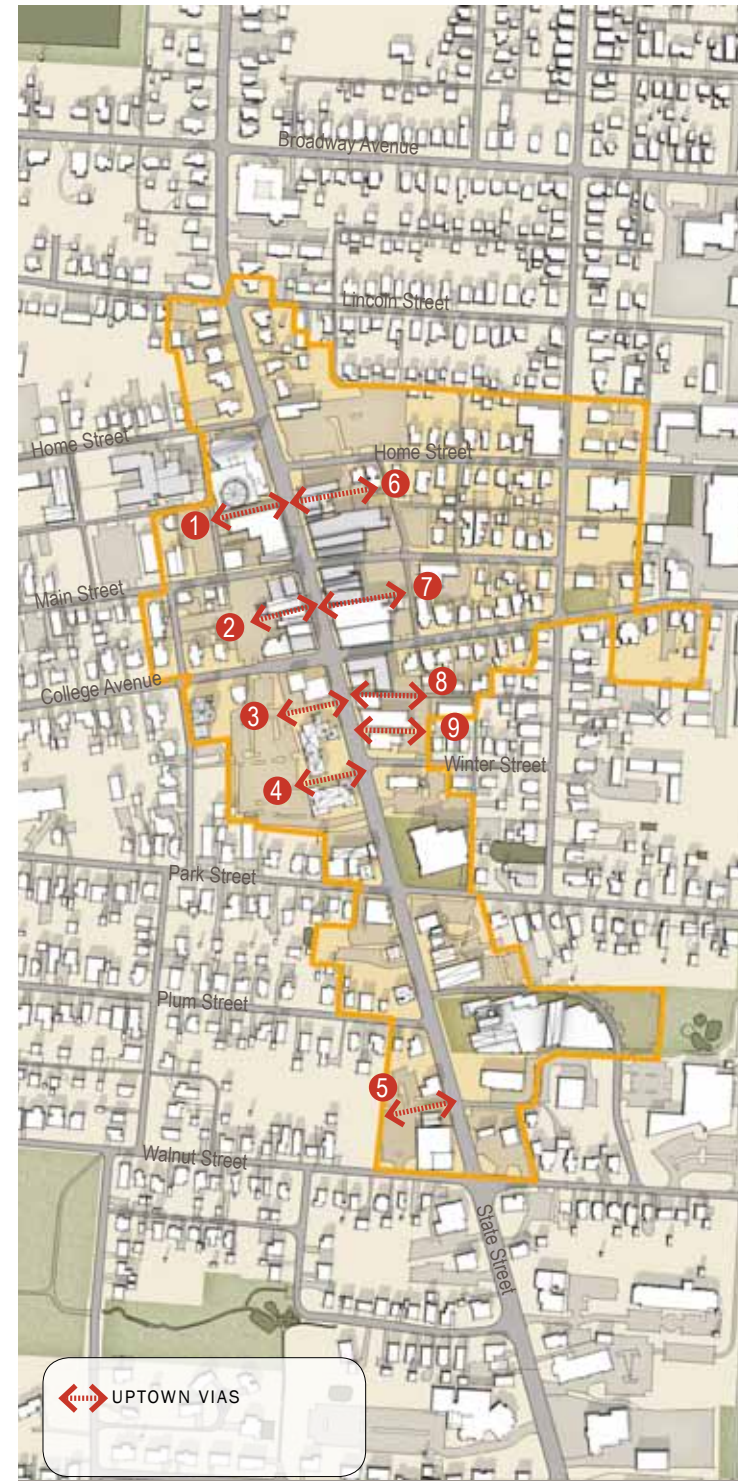 Broadway Avenue
Lincoln Street
Home Street
Home Street
6
1
Main Street
7
2
College Avenue
8
3
9
Winter Street
4
Park Street
Plum Street
5
Walnut Street
State Street
UPTOWN VIAS